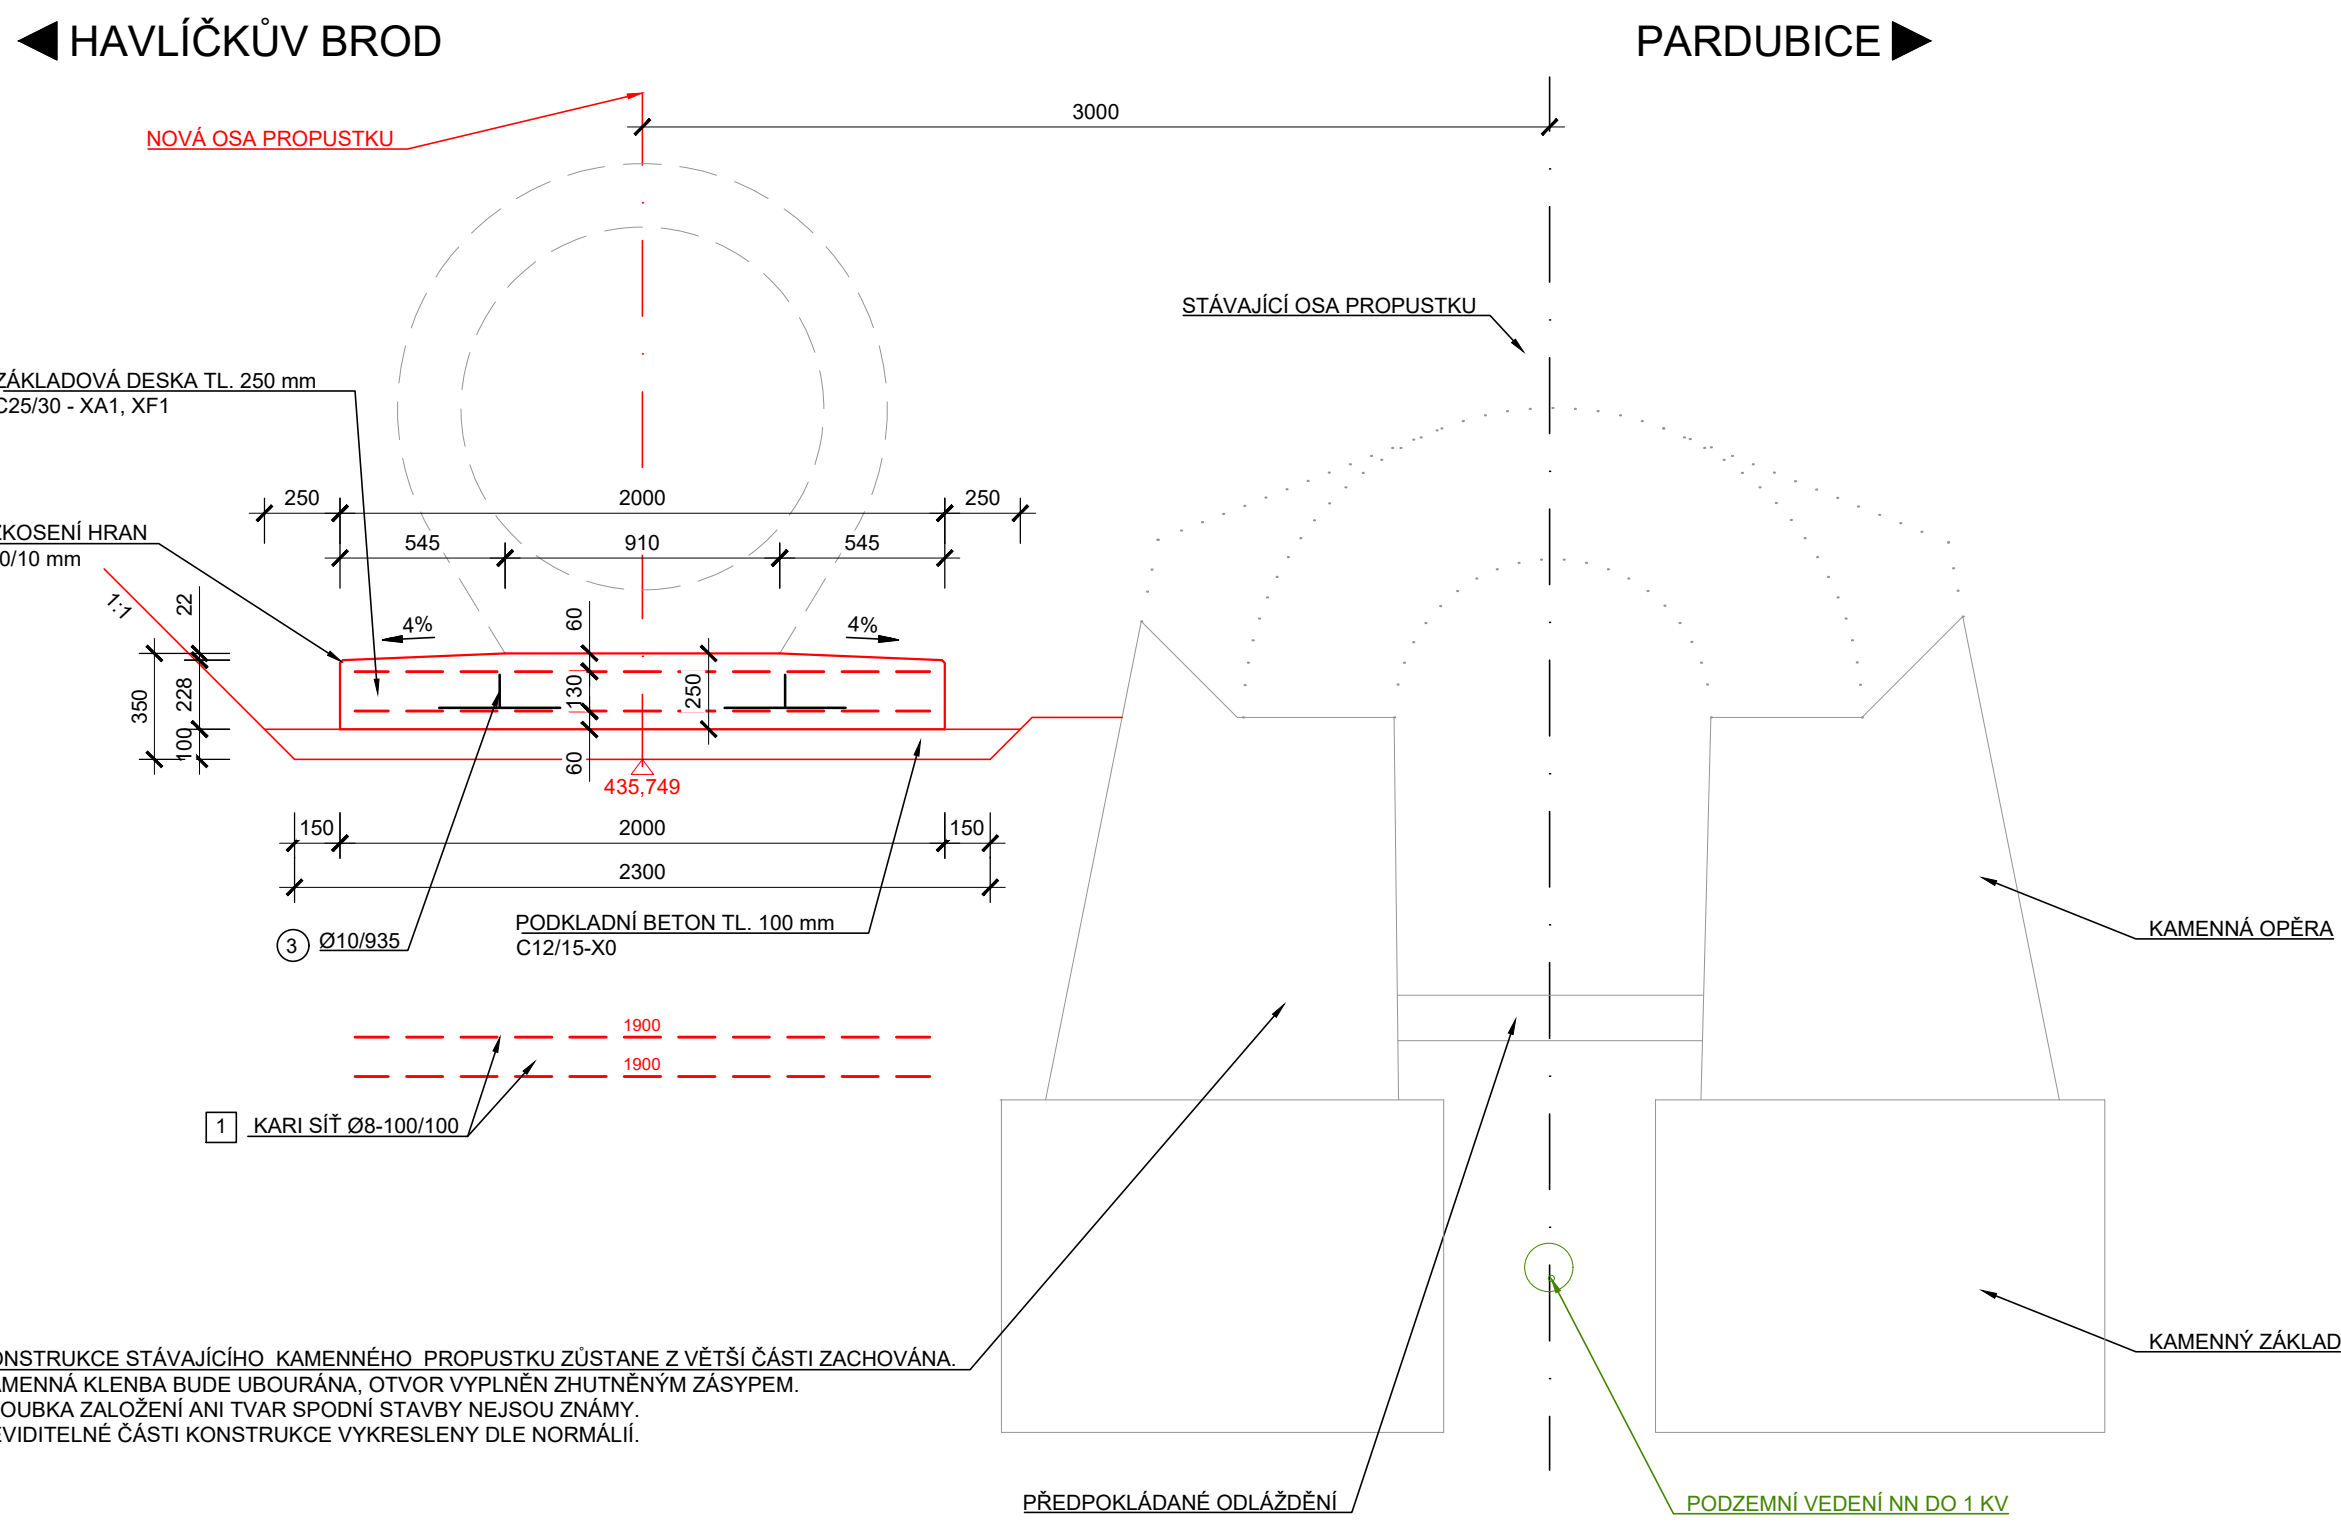 HAVLÍČKŮV BROD
PARDUBICE
3000
NOVÁ OSA PROPUSTKU
STÁVAJÍCÍ OSA PROPUSTKU
ZÁKLADOVÁ DESKA TL. 250 mm
C25/30 - XA1, XF1
250
2000
250
ZKOSENÍ HRAN
0/10 mm
545
910
545
1:1
22
60
4%
4%
350
228
130
250
100
60
435,749
150
2000
150
2300
PODKLADNÍ BETON TL. 100 mm
C12/15-X0
3
Ø10/935
KAMENNÁ OPĚRA
1900
1900
1
KARI SÍŤ Ø8-100/100
ONSTRUKCE STÁVAJÍCÍHO KAMENNÉHO PROPUSTKU ZŮSTANE Z VĚTŠÍ ČÁSTI ZACHOVÁNA.
AMENNÁ KLENBA BUDE UBOURÁNA, OTVOR VYPLNĚN ZHUTNĚNÝM ZÁSYPEM.
OUBKA ZALOŽENÍ ANI TVAR SPODNÍ STAVBY NEJSOU ZNÁMY.
EVIDITELNÉ ČÁSTI KONSTRUKCE VYKRESLENY DLE NORMÁLIÍ.
KAMENNÝ ZÁKLAD
PŘEDPOKLÁDANÉ ODLÁŽDĚNÍ
PODZEMNÍ VEDENÍ NN DO 1 KV